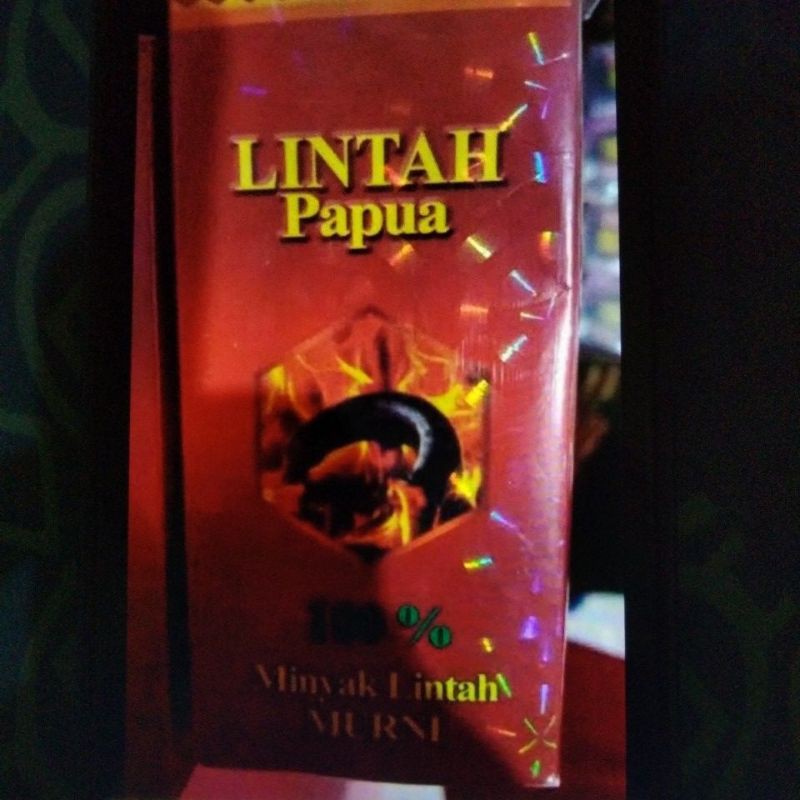 LINTAH
Papua
100 %
Minyak Lintah
MURNI